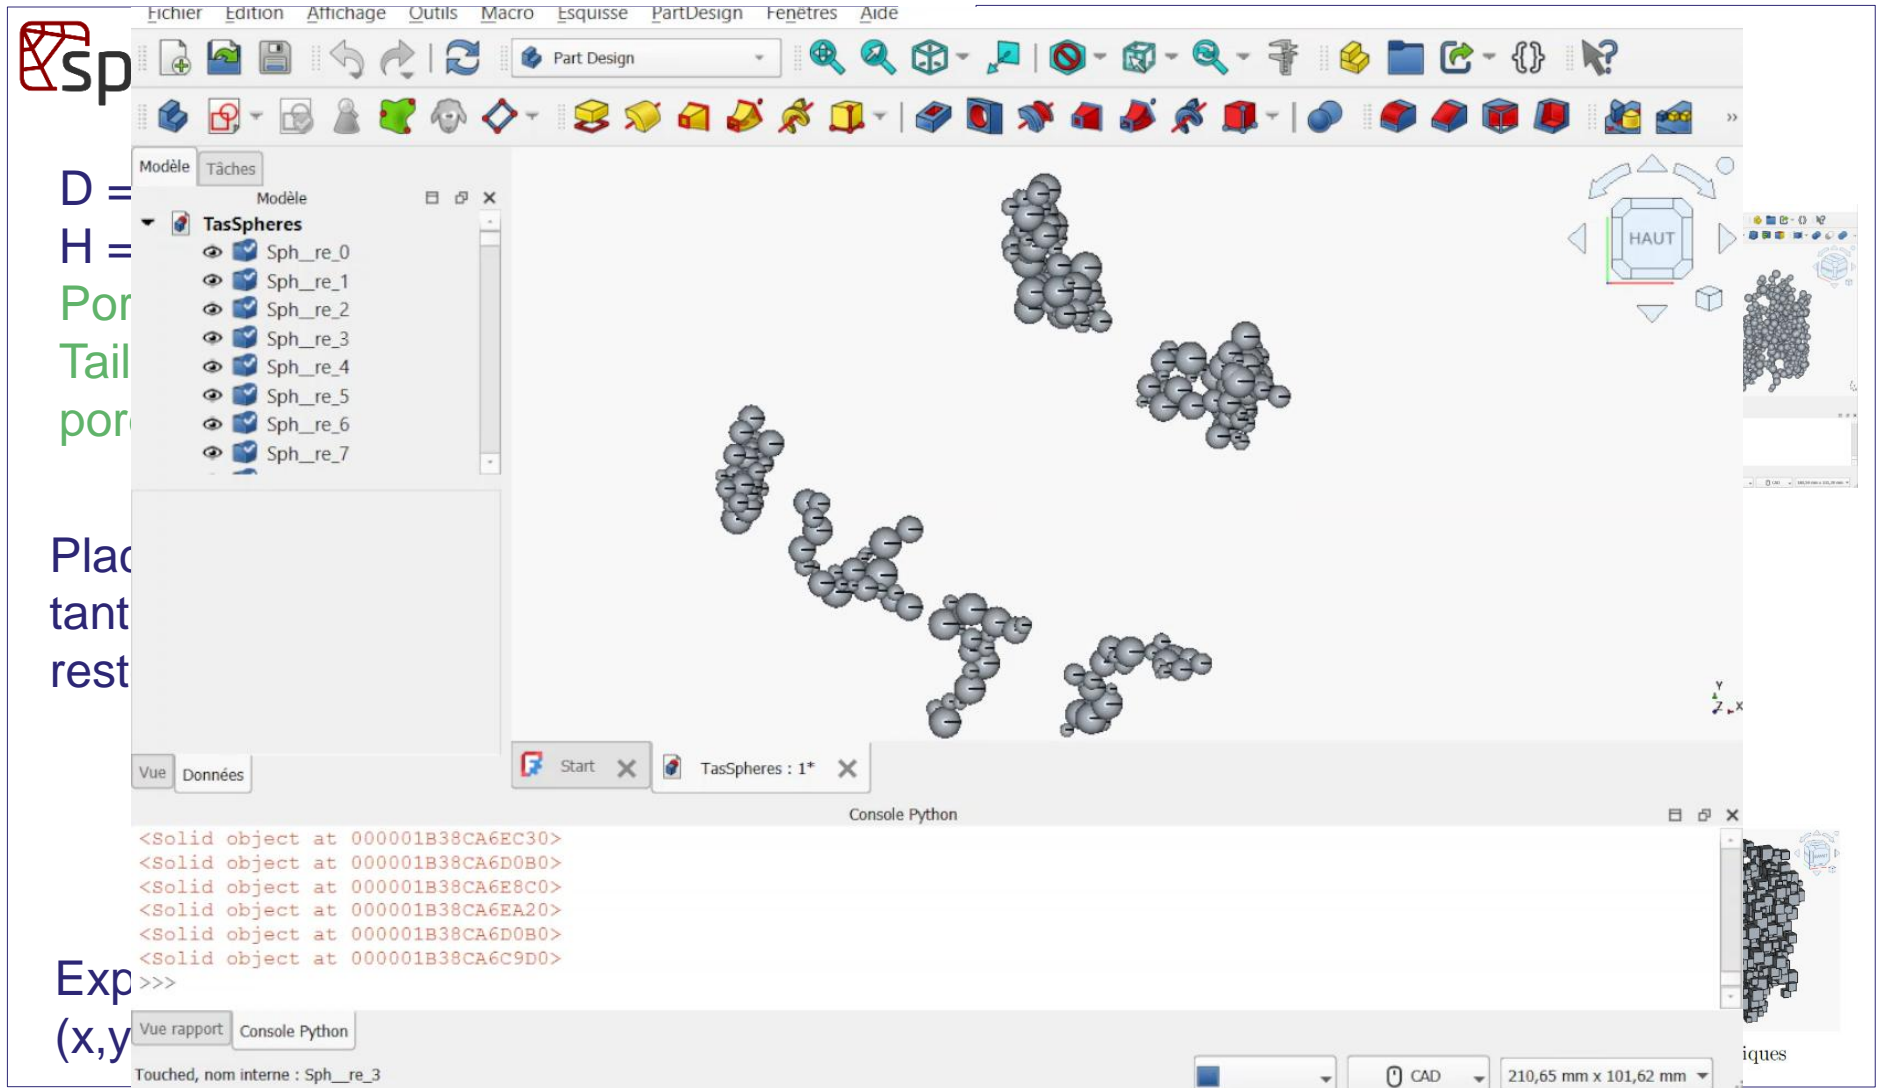 Fichier Edition Affichage Outils Macro Esquisse PartDesign Fenêtres Aide
sp
Part Design
Modèle Tâches
Modèle
TasSpheres
Sph__re_0
Sph__re_1
Sph__re_2
Sph__re_3
Sph__re_4
Sph__re_5
Sph__re_6
Sph__re_7
HAUT
D =
H =
Por
Tail
por
Plac
tant
rest
Exp
(x,y
Y
Z X
Vue Données
Start
TasSpheres : 1*
Console Python
<Solid object at 000001B38CA6EC30>
<Solid object at 000001B38CA6D0B0>
<Solid object at 000001B38CA6E8C0>
<Solid object at 000001B38CA6EA20>
<Solid object at 000001B38CA6D0B0>
<Solid object at 000001B38CA6C9D0>
>>>
Vue rapport Console Python
Touched, nom interne : Sph__re_3
CAD
210,65 mm x 101,62 mm
iques